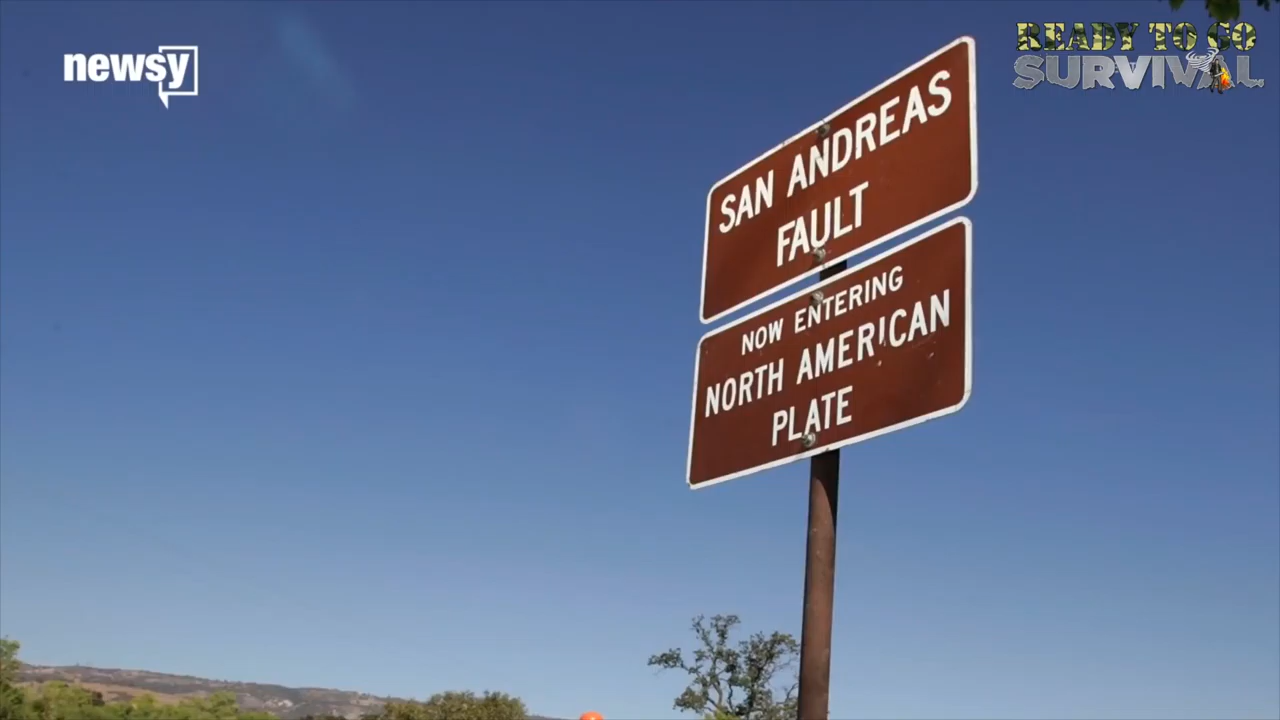 newsy
READY TO GO
SURVIVAL
SAN ANDREAS
FAULT
NOW ENTERING
NORTH AMERICAN
PLATE